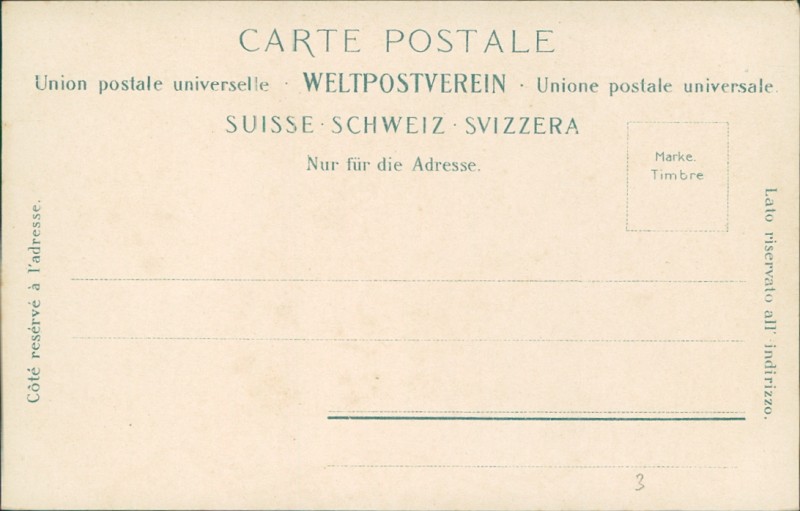 CARTE POSTALE
Union postale universelle · WELTPOSTVEREIN · Unione postale universale.
SUISSE · SCHWEIZ · SVIZZERA
Nur für die Adresse.
Marke.
Timbre
Côté resérvé à l'adresse.
Lato riservato all' indirizzo.
3